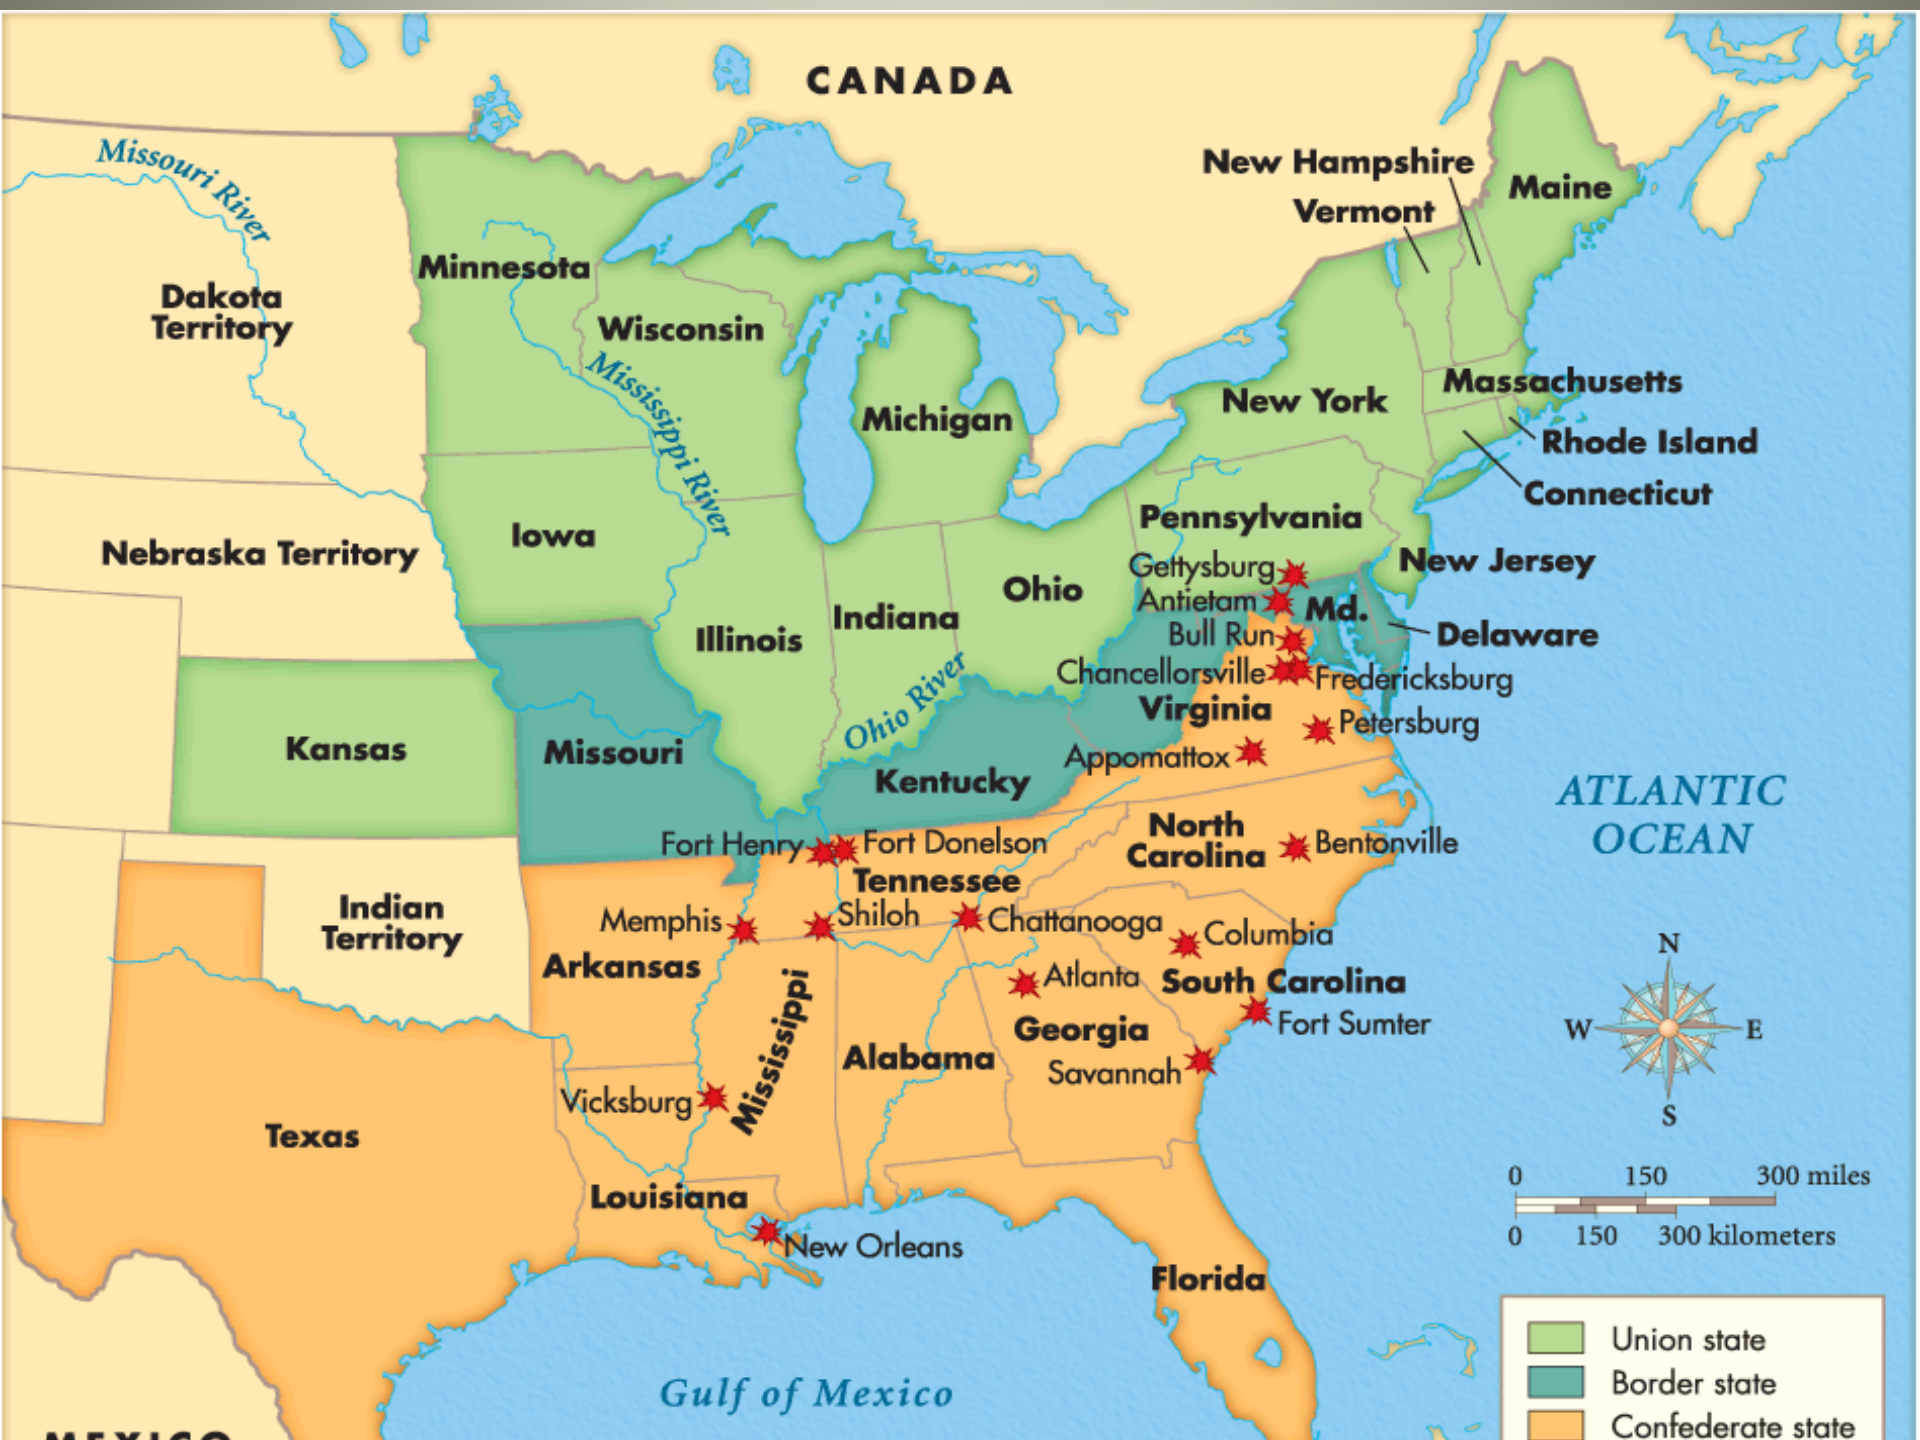 CANADA
Missouri River
New Hampshire
Maine
Vermont
Minnesota
Dakota
Territory
Wisconsin
Mississippi River
Massachusetts
New York
Michigan
Rhode Island
Connecticut
Pennsylvania
Iowa
Nebraska Territory
New Jersey
Gettysburg
Ohio
Antietam
Md.
Indiana
Illinois
Bull Run
Delaware
Chancellorsville
Fredericksburg
Ohio River
Virginia
Petersburg
Kansas
Missouri
Appomattox
Kentucky
ATLANTIC
OCEAN
North
Carolina
Fort Henry
Fort Donelson
Bentonville
Tennessee
Indian
Territory
Memphis
Shiloh
Chattanooga
Columbia
N
Arkansas
Atlanta
South Carolina
Mississippi
Georgia
Fort Sumter
W
E
Alabama
Savannah
Vicksburg
S
Texas
0 150 300 miles
Louisiana
0 150 300 kilometers
New Orleans
Florida
Union state
Border state
Gulf of Mexico
Confederate state
MEXICO